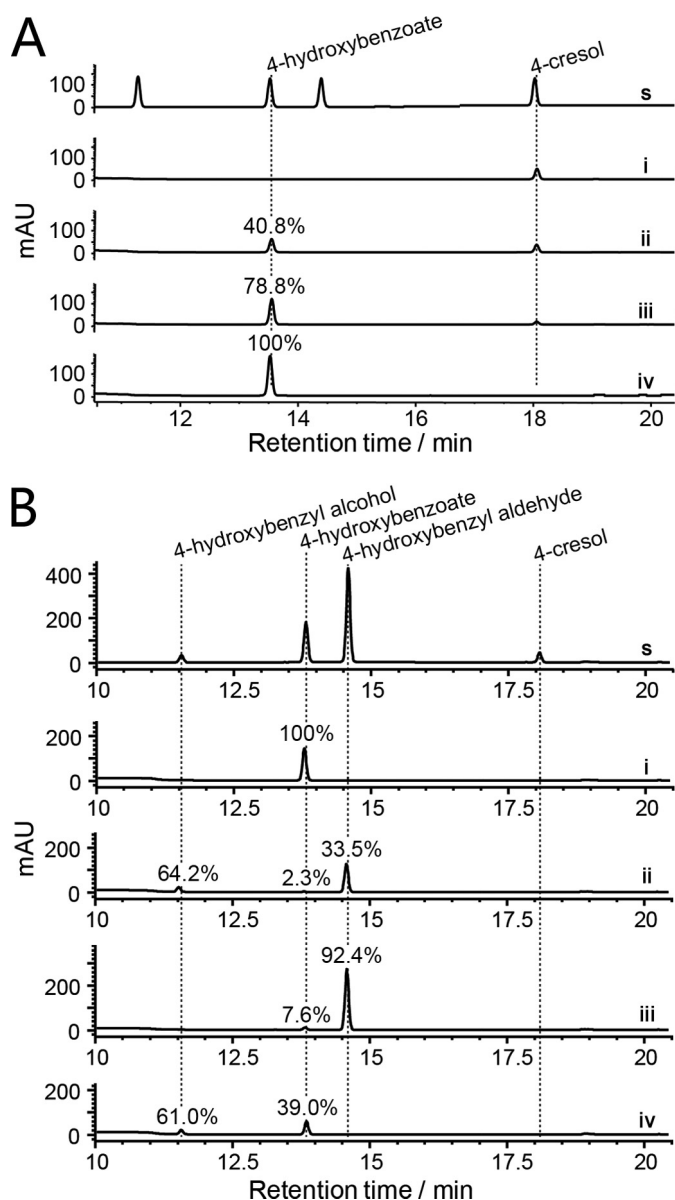 A
4-hydroxybenzoate
4-cresol
100
0
s
100
0
i
40.8%
100
0
ii
78.8%
100
0
iii
100%
100
0
iv
mAU
12 14 16 18 20
Retention time / min
B
4-hydroxybenzyl alcohol
4-hydroxybenzoate
4-hydroxybenzyl aldehyde
4-cresol
400
200
0
s
10 12.5 15 17.5 20
100%
200
0
i
10 12.5 15 17.5 20
33.5%
200
64.2% 2.3%
0
ii
10 12.5 15 17.5 20
mAU
92.4%
200
7.6%
0
iii
10 12.5 15 17.5 20
200
61.0% 39.0%
0
iv
10 12.5 15 17.5 20
Retention time / min